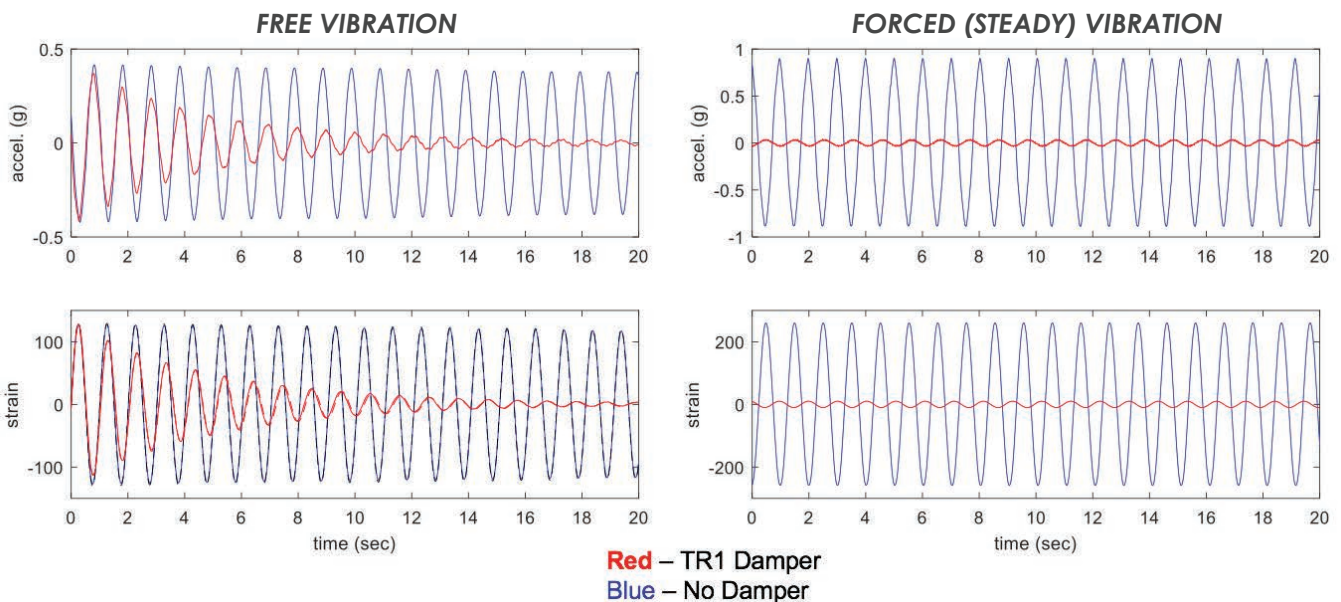 FREE VIBRATION
0.5
0
-0.5
accel. (g)
0 2 4 6 8 10 12 14 16 18 20
100
0
-100
strain
0 2 4 6 8 10 12 14 16 18 20
time (sec)
FORCED (STEADY) VIBRATION
1
0.5
0
-0.5
-1
accel. (g)
0 2 4 6 8 10 12 14 16 18 20
200
0
-200
strain
0 2 4 6 8 10 12 14 16 18 20
time (sec)
Red – TR1 Damper
Blue – No Damper